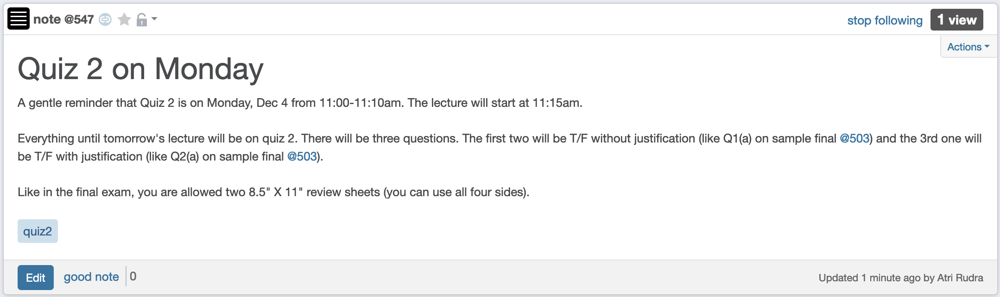 note @547
stop following
1 view
Actions
Quiz 2 on Monday
A gentle reminder that Quiz 2 is on Monday, Dec 4 from 11:00-11:10am. The lecture will start at 11:15am.
Everything until tomorrow's lecture will be on quiz 2. There will be three questions. The first two will be T/F without justification (like Q1(a) on sample final @503) and the 3rd one will
be T/F with justification (like Q2(a) on sample final @503).
Like in the final exam, you are allowed two 8.5" X 11" review sheets (you can use all four sides).
quiz2
Edit
good note
0
Updated 1 minute ago by Atri Rudra